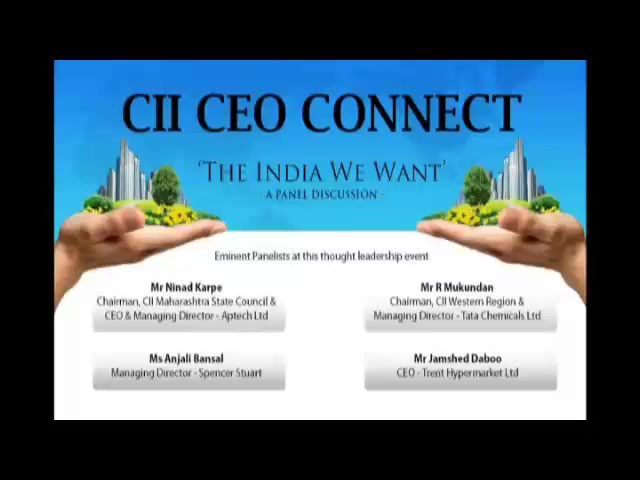 CII CEO CONNECT
'THE INDIA WE WANT'
- A PANEL DISCUSSION -
Eminent Panelists at this thought leadership event
Mr Ninad Karpe
Chairman, CII Maharashtra State Council &
CEO & Managing Director - Aptech Ltd
Mr R Mukundan
Chairman, CII Western Region &
Managing Director - Tata Chemicals Ltd
Ms Anjali Bansal
Managing Director - Spencer Stuart
Mr Jamshed Daboo
CEO - Trent Hypermarket Ltd